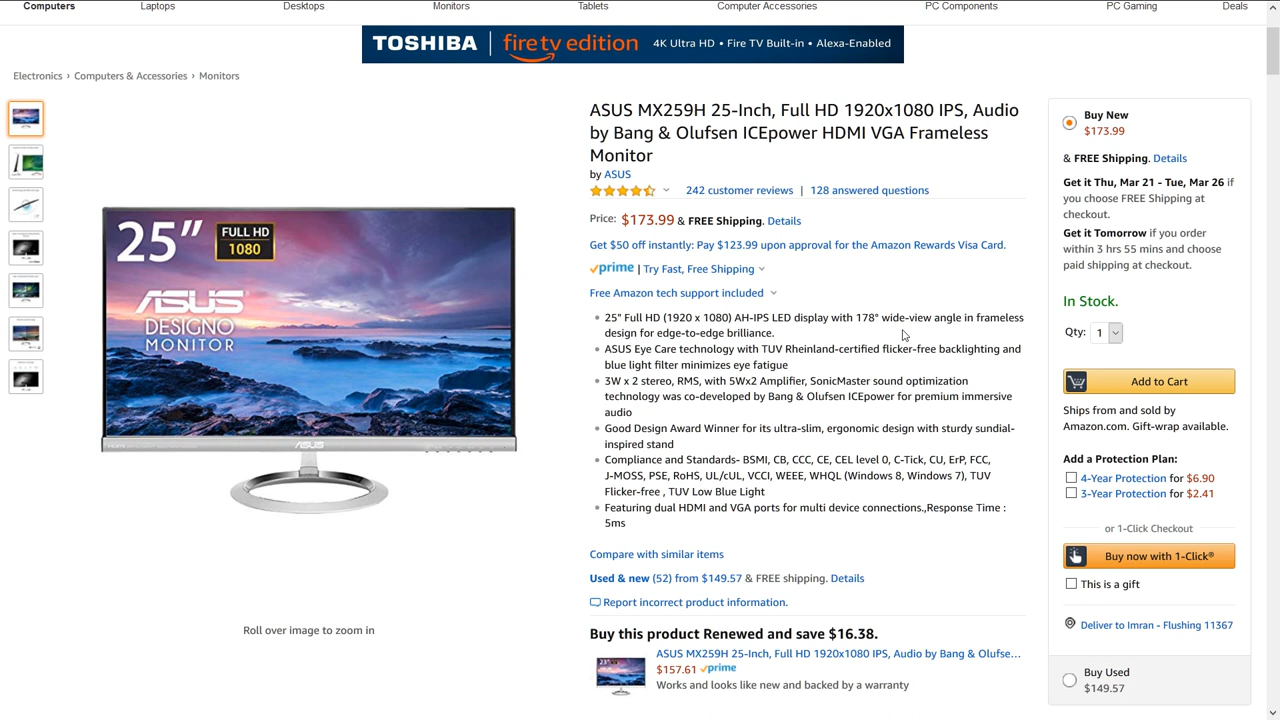 Computers Laptops Desktops Monitors Tablets Computer Accessories PC Components PC Gaming Deals
TOSHIBA fire tv edition 4K Ultra HD • Fire TV Built-in • Alexa-Enabled
Electronics › Computers & Accessories › Monitors
25” FULL HD 1080
ASUS
DESIGNO
MONITOR
HDMI ASUS
Roll over image to zoom in
ASUS MX259H 25-Inch, Full HD 1920x1080 IPS, Audio
by Bang & Olufsen ICEpower HDMI VGA Frameless
Monitor
by ASUS
242 customer reviews | 128 answered questions
Price: $173.99 & FREE Shipping. Details
Get $50 off instantly: Pay $123.99 upon approval for the Amazon Rewards Visa Card.
prime | Try Fast, Free Shipping
Free Amazon tech support included
• 25" Full HD (1920 x 1080) AH-IPS LED display with 178° wide-view angle in frameless
design for edge-to-edge brilliance.
• ASUS Eye Care technology with TUV Rheinland-certified flicker-free backlighting and
blue light filter minimizes eye fatigue
• 3W x 2 stereo, RMS, with 5Wx2 Amplifier, SonicMaster sound optimization
technology was co-developed by Bang & Olufsen ICEpower for premium immersive
audio
• Good Design Award Winner for its ultra-slim, ergonomic design with sturdy sundial-
inspired stand
• Compliance and Standards- BSMI, CB, CCC, CE, CEL level 0, C-Tick, CU, ErP, FCC,
J-MOSS, PSE, RoHS, UL/cUL, VCCI, WEEE, WHQL (Windows 8, Windows 7), TUV
Flicker-free , TUV Low Blue Light
• Featuring dual HDMI and VGA ports for multi device connections.,Response Time :
5ms
Compare with similar items
Used & new (52) from $149.57 & FREE shipping. Details
Report incorrect product information.
Buy this product Renewed and save $16.38.
ASUS MX259H 25-Inch, Full HD 1920x1080 IPS, Audio by Bang & Olufse...
$157.61 prime
Works and looks like new and backed by a warranty
Buy New
$173.99
& FREE Shipping. Details
Get it Thu, Mar 21 - Tue, Mar 26 if
you choose FREE Shipping at
checkout.
Get it Tomorrow if you order
within 3 hrs 55 mins and choose
paid shipping at checkout.
In Stock.
Qty: 1
Add to Cart
Ships from and sold by
Amazon.com. Gift-wrap available.
Add a Protection Plan:
4-Year Protection for $6.90
3-Year Protection for $2.41
or 1-Click Checkout
Buy now with 1-Click®
This is a gift
Deliver to Imran - Flushing 11367
Buy Used
$149.57